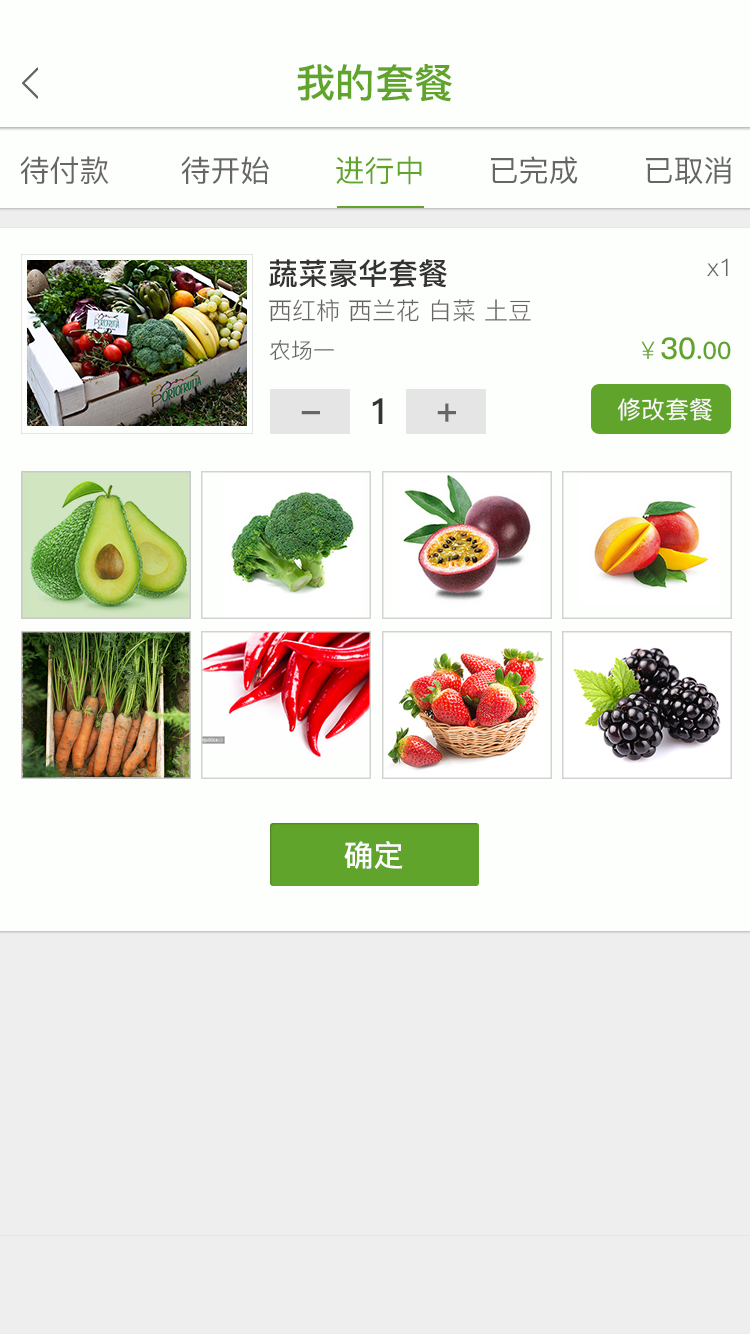 我的套餐
待付款 待开始 进行中 已完成 已取消
蔬菜豪华套餐 x1
西红柿 西兰花 白菜 土豆
农场一 ¥30.00
− 1 + 修改套餐
PORTOFRUTTA
确定